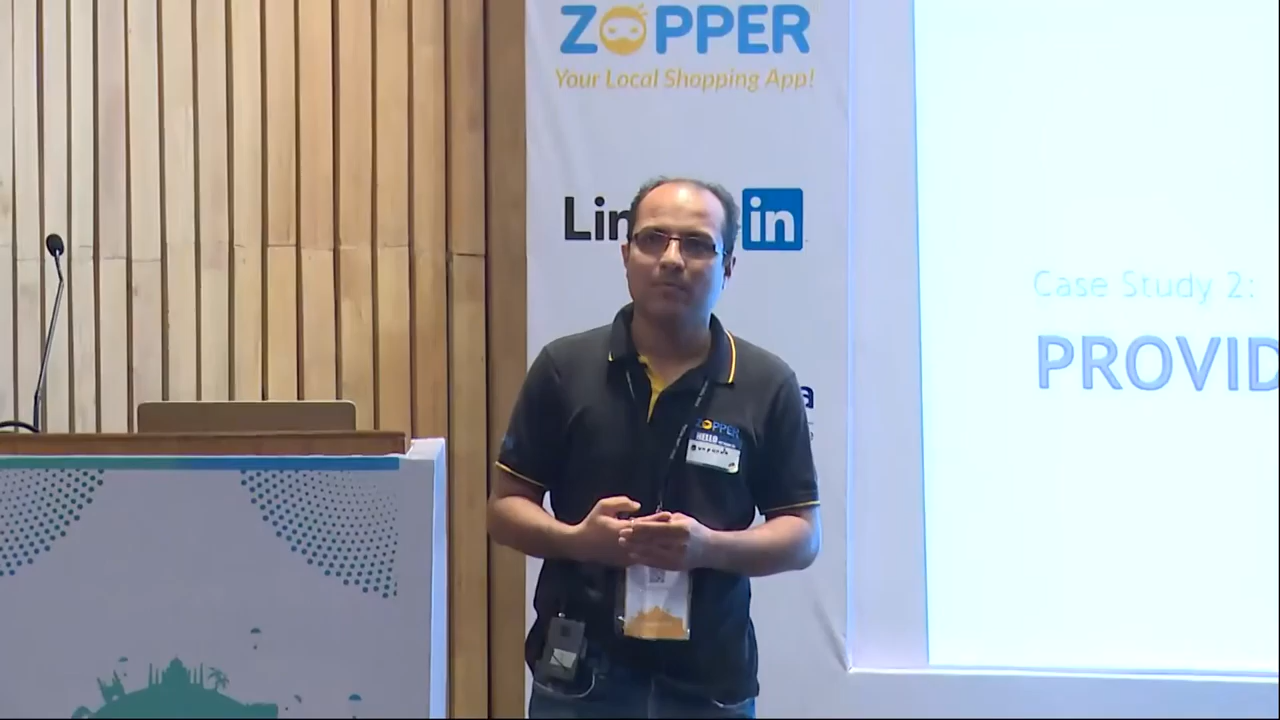 ZOPPER
Your Local Shopping App!
Lin in
a
Case Study 2:
PROVID
ZOPPER
HELLO